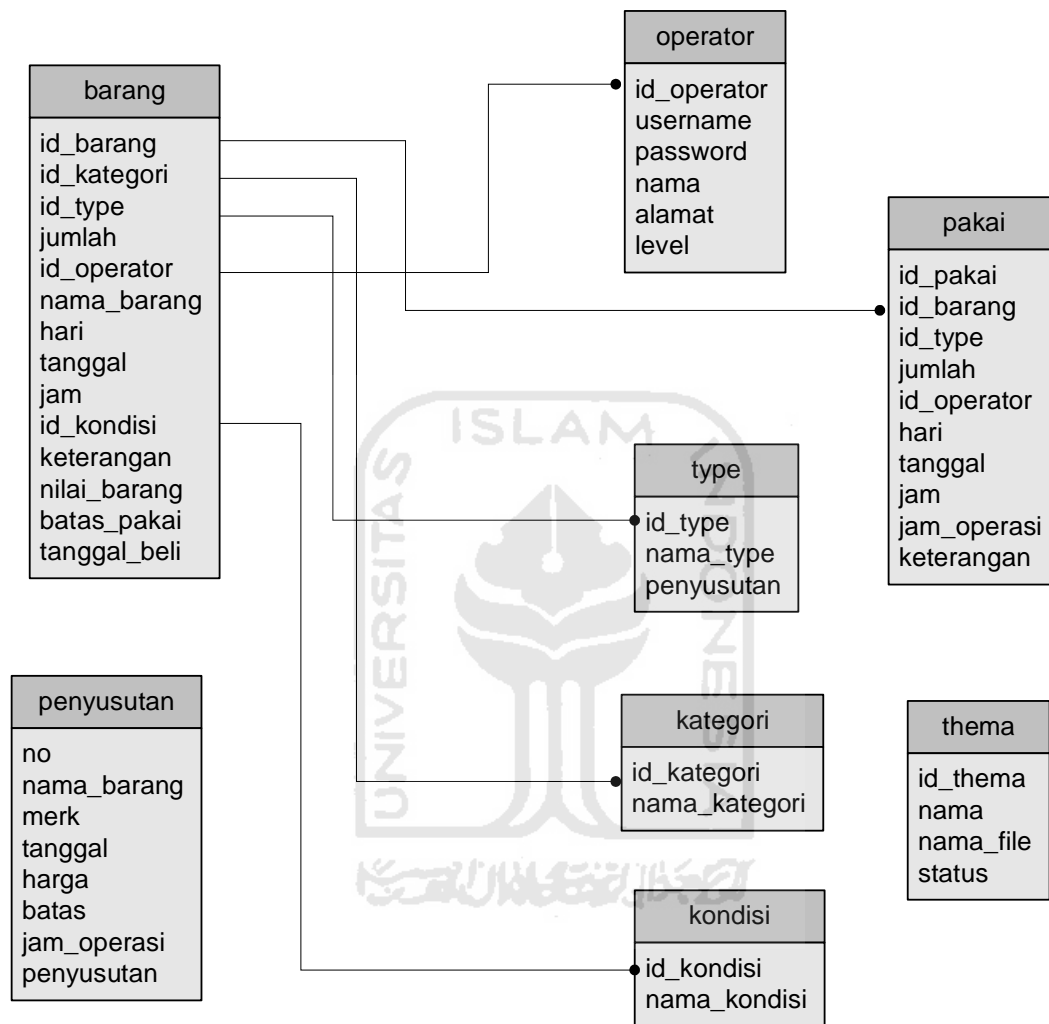 operator
id_operator
username
password
nama
alamat
level
barang
id_barang
id_kategori
id_type
jumlah
id_operator
nama_barang
hari
tanggal
jam
id_kondisi
keterangan
nilai_barang
batas_pakai
tanggal_beli
pakai
id_pakai
id_barang
id_type
jumlah
id_operator
hari
tanggal
jam
jam_operasi
keterangan
UNIVERSITAS
ISLAM
INDONESIA
type
id_type
nama_type
penyusutan
penyusutan
no
nama_barang
merk
tanggal
harga
batas
jam_operasi
penyusutan
kategori
id_kategori
nama_kategori
thema
id_thema
nama
nama_file
status
kondisi
id_kondisi
nama_kondisi